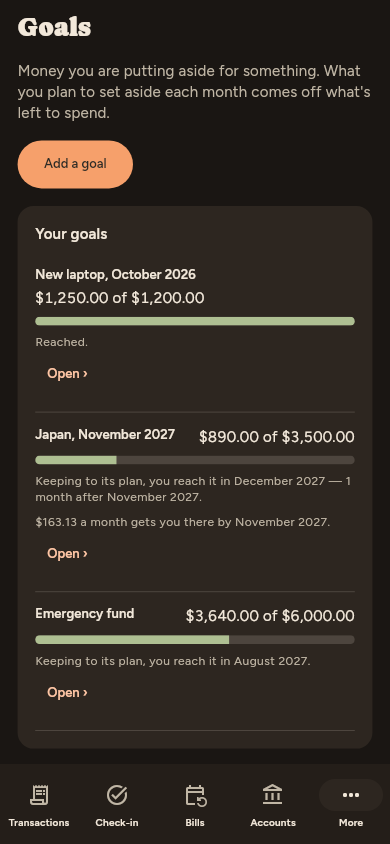 Goals
Money you are putting aside for something. What
you plan to set aside each month comes off what's
left to spend.
Add a goal
Your goals
New laptop, October 2026
$1,250.00 of $1,200.00
Reached.
Open ›
Japan, November 2027 $890.00 of $3,500.00
Keeping to its plan, you reach it in December 2027 — 1
month after November 2027.
$163.13 a month gets you there by November 2027.
Open ›
Emergency fund $3,640.00 of $6,000.00
Keeping to its plan, you reach it in August 2027.
Open ›
Transactions Check-in Bills Accounts More